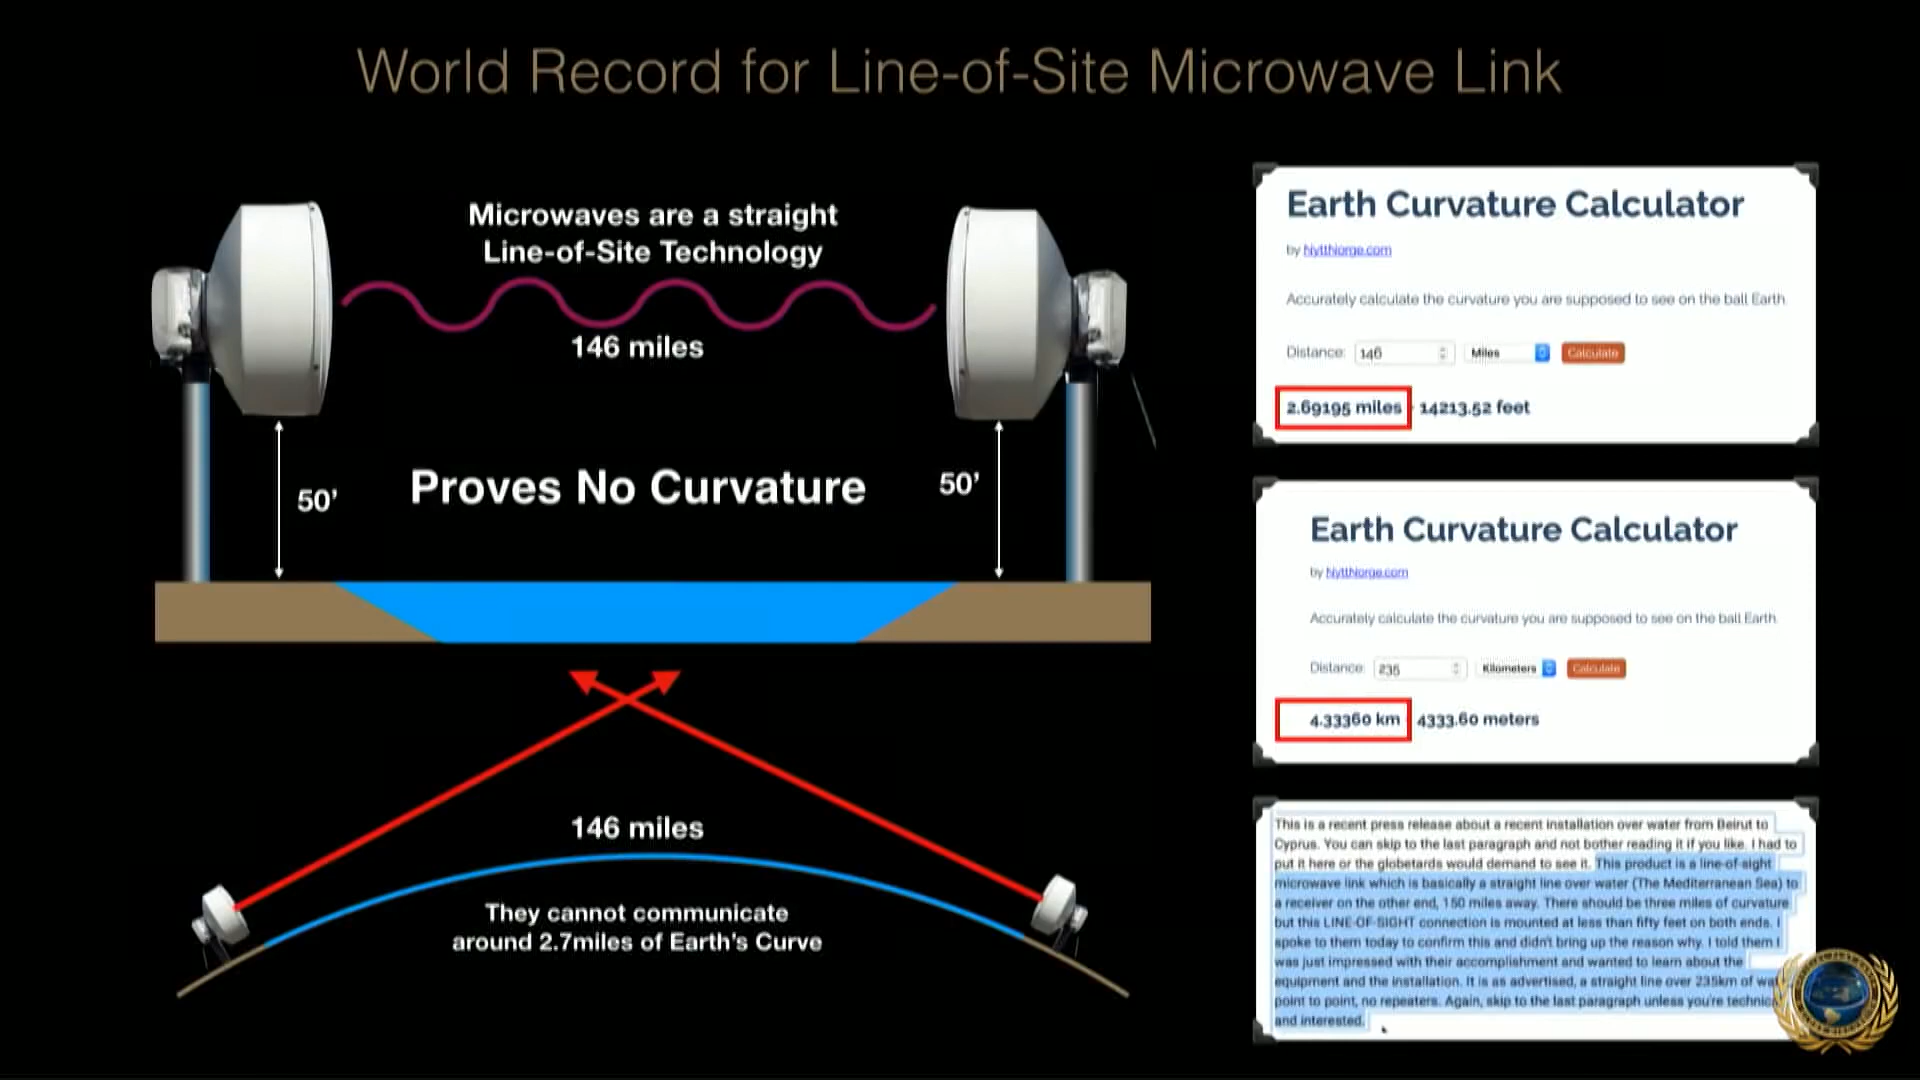 World Record for Line-of-Site Microwave Link
Microwaves are a straight
Line-of-Site Technology
146 miles
50’
Proves No Curvature
50’
146 miles
They cannot communicate
around 2.7miles of Earth’s Curve
Earth Curvature Calculator
by NyttNorge.com
Accurately calculate the curvature you are supposed to see on the ball Earth.
Distance: 146 Miles Calculate
2.69195 miles 14213.52 feet
Earth Curvature Calculator
by NyttNorge.com
Accurately calculate the curvature you are supposed to see on the ball Earth.
Distance: 235 Kilometers Calculate
4.33360 km 4333.60 meters
This is a recent press release about a recent installation over water from Beirut to
Cyprus. You can skip to the last paragraph and not bother reading it if you like. I had to
put it here or the globetards would demand to see it. This product is a line-of-sight
microwave link which is basically a straight line over water (The Mediterranean Sea) to
a receiver on the other end, 150 miles away. There should be three miles of curvature
but this LINE-OF-SIGHT connection is mounted at less than fifty feet on both ends. I
spoke to them today to confirm this and didn't bring up the reason why. I told them I
was just impressed with their accomplishment and wanted to learn about the
equipment and the installation. It is as advertised, a straight line over 235km of
point to point, no repeaters. Again, skip to the last paragraph unless you're
and interested.